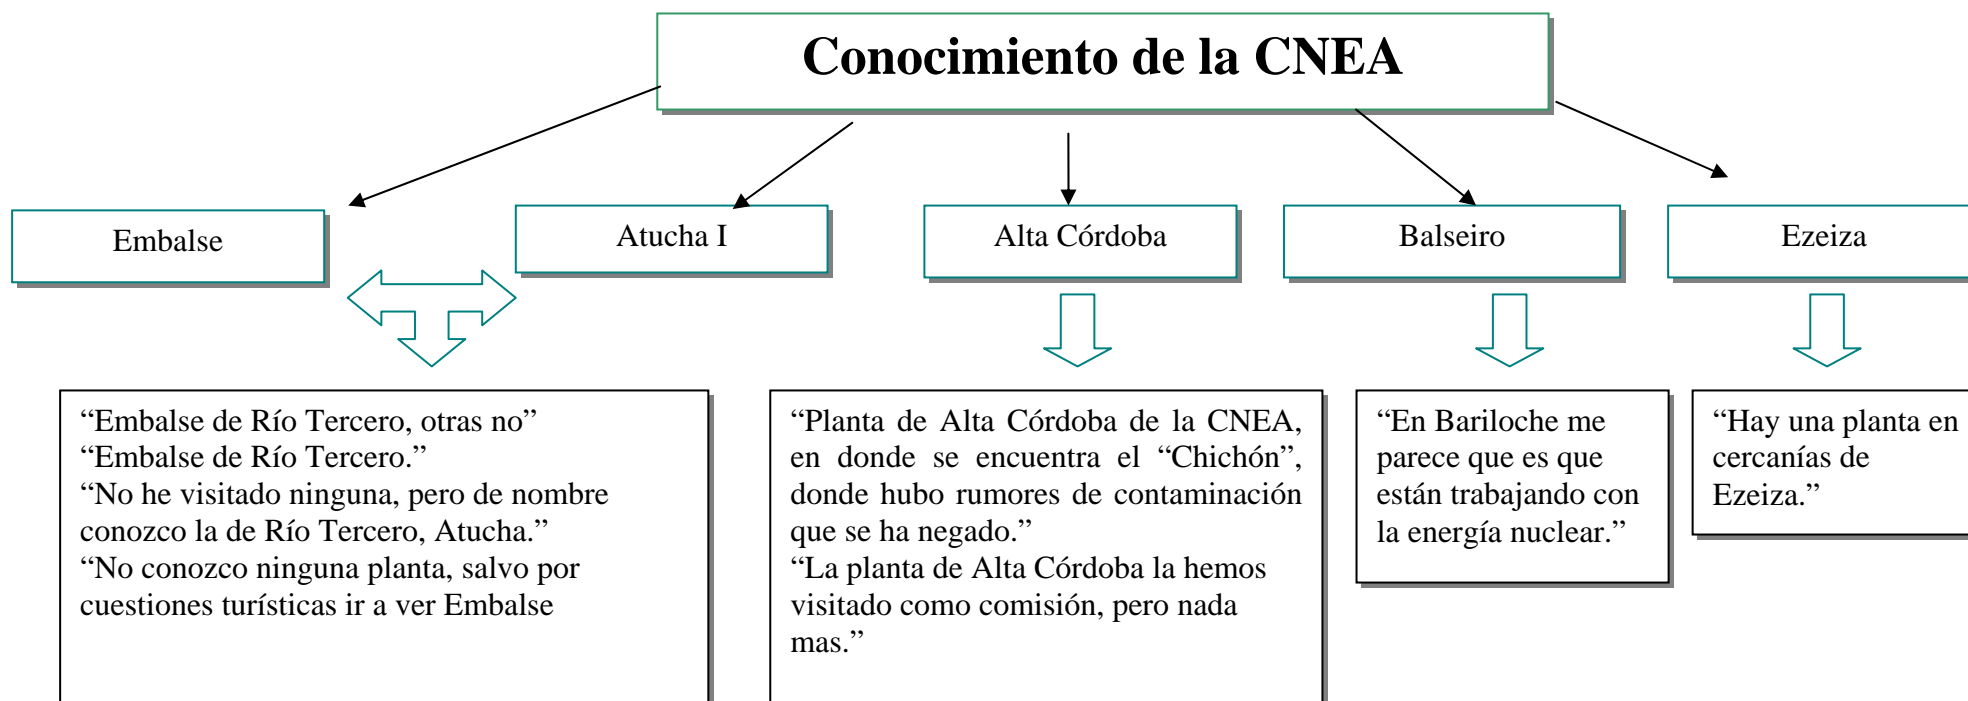 Conocimiento de la CNEA
Embalse
Atucha I
Alta Córdoba
Balseiro
Ezeiza
“Embalse de Río Tercero, otras no”
“Embalse de Río Tercero.”
“No he visitado ninguna, pero de nombre
conozco la de Río Tercero, Atucha.”
“No conozco ninguna planta, salvo por
cuestiones turísticas ir a ver Embalse
“Planta de Alta Córdoba de la CNEA,
en donde se encuentra el “Chichón”,
donde hubo rumores de contaminación
que se ha negado.”
“La planta de Alta Córdoba la hemos
visitado como comisión, pero nada
mas.”
“En Bariloche me
parece que es que
están trabajando con
la energía nuclear.”
“Hay una planta en
cercanías de
Ezeiza.”